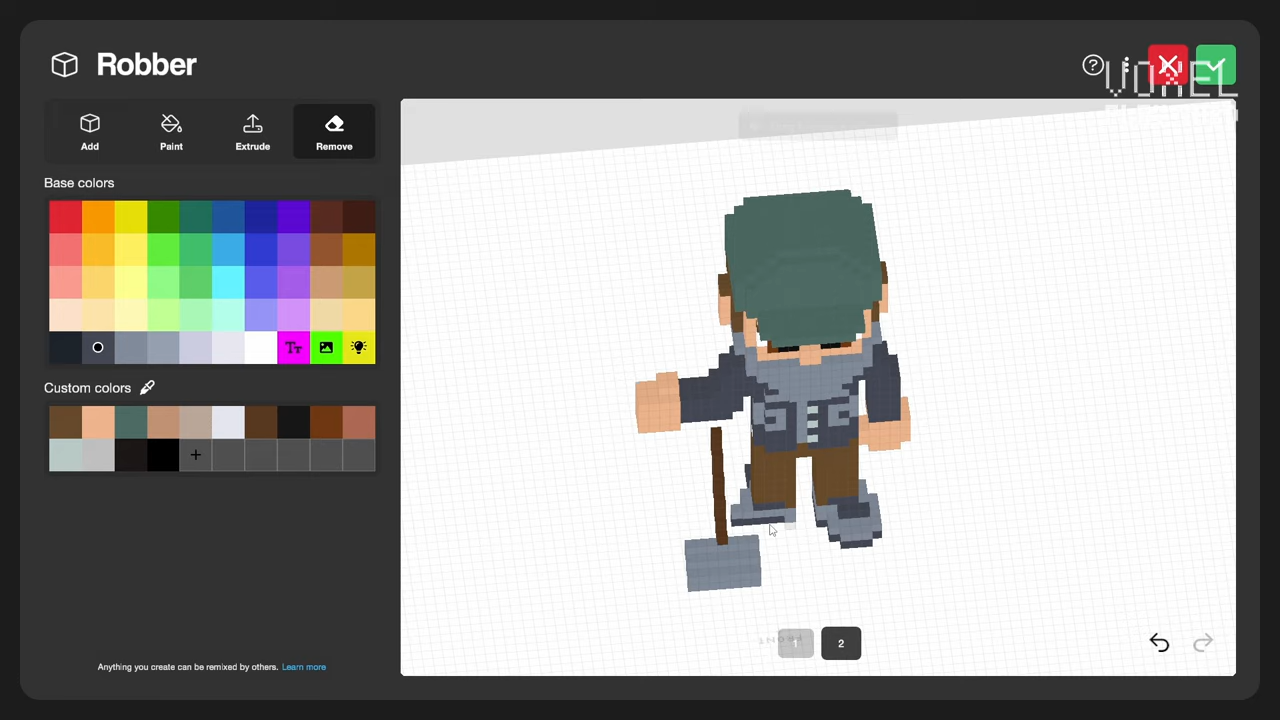 Robber
VOXEL
Add
Paint
Extrude
Remove
Base colors
Tт
Custom colors
+
1
2
Anything you create can be remixed by others. Learn more